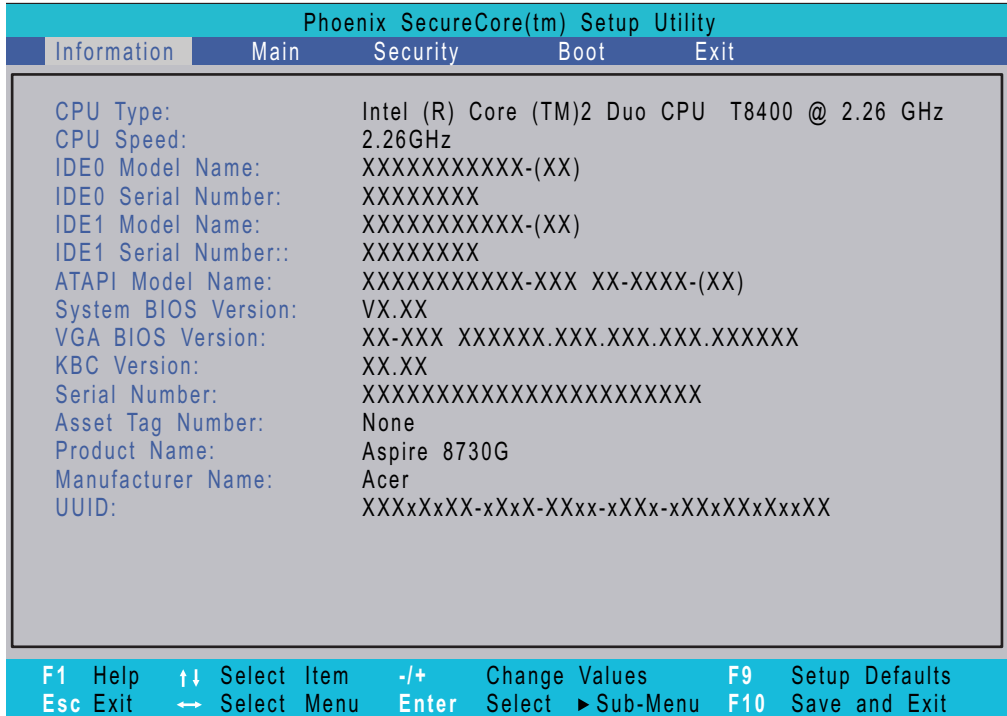 Phoenix SecureCore(tm) Setup Utility
Information Main Security Boot Exit
CPU Type: Intel (R) Core (TM)2 Duo CPU T8400 @ 2.26 GHz
CPU Speed: 2.26GHz
IDE0 Model Name: XXXXXXXXXXX-(XX)
IDE0 Serial Number: XXXXXXXX
IDE1 Model Name: XXXXXXXXXXX-(XX)
IDE1 Serial Number:: XXXXXXXX
ATAPI Model Name: XXXXXXXXXXX-XXX XX-XXXX-(XX)
System BIOS Version: VX.XX
VGA BIOS Version: XX-XXX XXXXXX.XXX.XXX.XXX.XXXXXX
KBC Version: XX.XX
Serial Number: XXXXXXXXXXXXXXXXXXXXXXX
Asset Tag Number: None
Product Name: Aspire 8730G
Manufacturer Name: Acer
UUID: XXXxXxXX-xXxX-XXxx-xXXx-xXXxXXxXxxXX
F1 Help ↑↓ Select Item -/+ Change Values F9 Setup Defaults
Esc Exit ↔ Select Menu Enter Select ▶Sub-Menu F10 Save and Exit